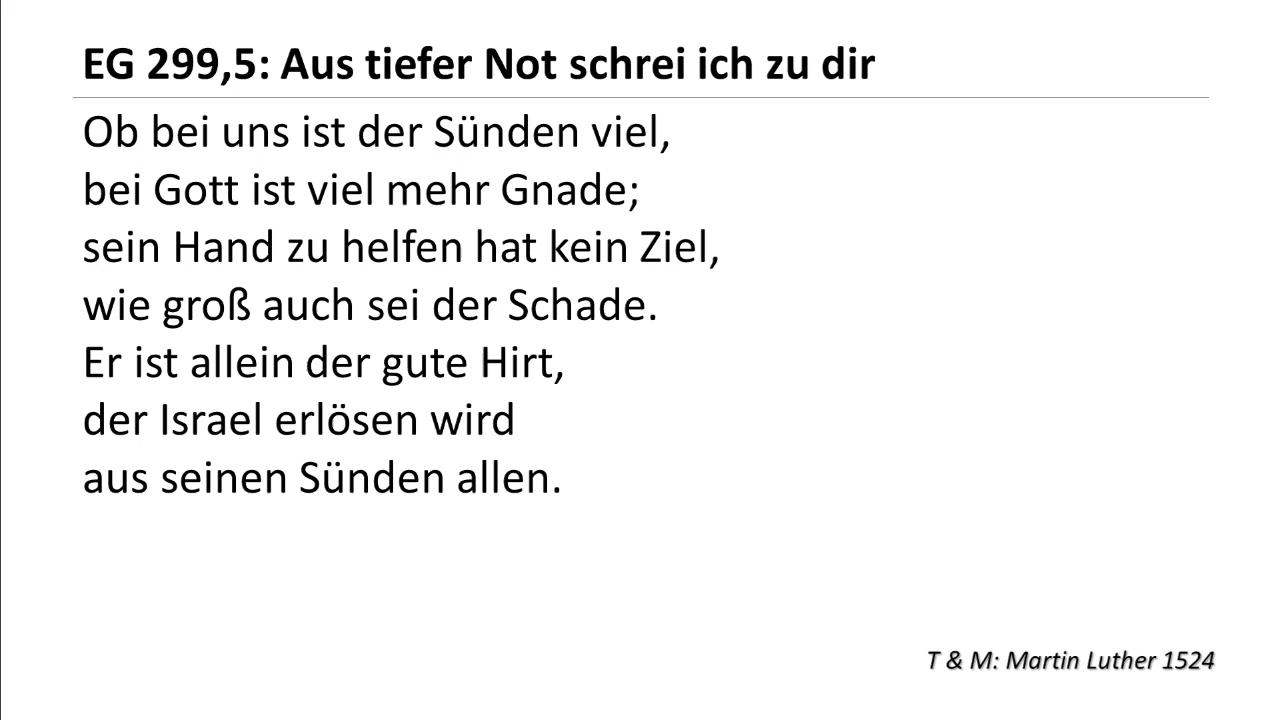 EG 299,5: Aus tiefer Not schrei ich zu dir
Ob bei uns ist der Sünden viel,
bei Gott ist viel mehr Gnade;
sein Hand zu helfen hat kein Ziel,
wie groß auch sei der Schade.
Er ist allein der gute Hirt,
der Israel erlösen wird
aus seinen Sünden allen.
T & M: Martin Luther 1524